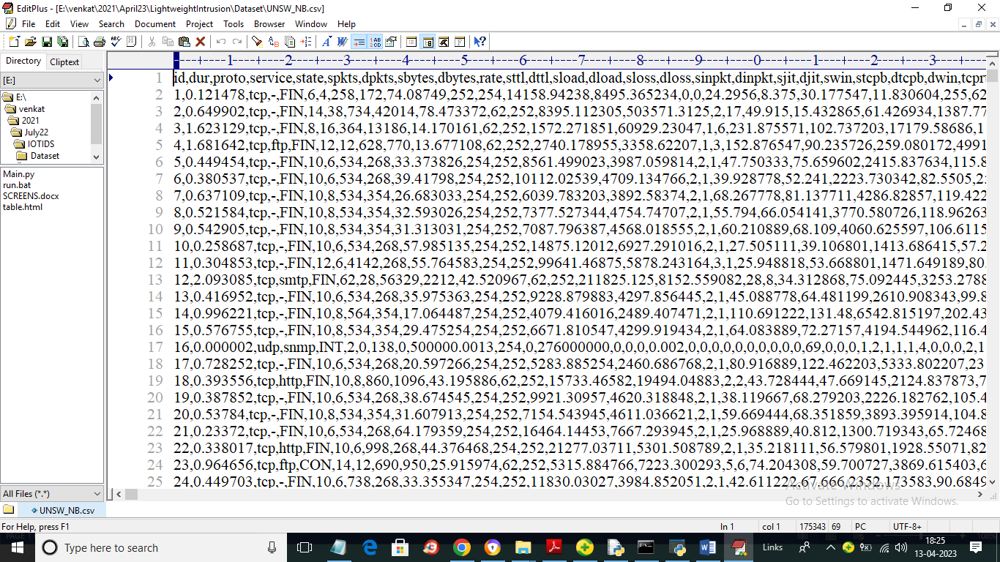 EditPlus - [E:\venkat\2021\April23\LightweightIntrusion\Dataset\UNSW_NB.csv]
File Edit View Search Document Project Tools Browser Window Help
Directory Cliptext
[E:]
E:\
venkat
2021
July22
IOTIDS
Dataset
Main.py
run.bat
SCREENS.docx
table.html
All Files (*.*)
----+----1----+----2----+----3----+----4----+----5----+----6----+----7----+----8----+----9----+----0----+----1----+----2----+----3----+---
1 id,dur,proto,service,state,spkts,dpkts,sbytes,dbytes,rate,sttl,dttl,sload,dload,sloss,dloss,sinpkt,dinpkt,sjit,djit,swin,stcpb,dtcpb,dwin,tcprt
2 1,0.121478,tcp,-,FIN,6,4,258,172,74.08749,252,254,14158.94238,8495.365234,0,0,24.2956,8.375,30.177547,11.830604,255,62
3 2,0.649902,tcp,-,FIN,14,38,734,42014,78.473372,62,252,8395.112305,503571.3125,2,17,49.915,15.432865,61.426934,1387.77
4 3,1.623129,tcp,-,FIN,8,16,364,13186,14.170161,62,252,1572.271851,60929.23047,1,6,231.875571,102.737203,17179.58686,1
5 4,1.681642,tcp,ftp,FIN,12,12,628,770,13.677108,62,252,2740.178955,3358.62207,1,3,152.876547,90.235726,259.080172,4991
6 5,0.449454,tcp,-,FIN,10,6,534,268,33.373826,254,252,8561.499023,3987.059814,2,1,47.750333,75.659602,2415.837634,115.8
7 6,0.380537,tcp,-,FIN,10,6,534,268,39.41798,254,252,10112.02539,4709.134766,2,1,39.928778,52.241,2223.730342,82.5505,2
8 7,0.637109,tcp,-,FIN,10,8,534,354,26.683033,254,252,6039.783203,3892.58374,2,1,68.267778,81.137711,4286.82857,119.422
9 8,0.521584,tcp,-,FIN,10,8,534,354,32.593026,254,252,7377.527344,4754.74707,2,1,55.794,66.054141,3770.580726,118.96263
10 9,0.542905,tcp,-,FIN,10,8,534,354,31.313031,254,252,7087.796387,4568.018555,2,1,60.210889,68.109,4060.625597,106.6115
11 10,0.258687,tcp,-,FIN,10,6,534,268,57.985135,254,252,14875.12012,6927.291016,2,1,27.505111,39.106801,1413.686415,57.2
12 11,0.304853,tcp,-,FIN,12,6,4142,268,55.764583,254,252,99641.46875,5878.243164,3,1,25.948818,53.668801,1471.649189,80.
13 12,2.093085,tcp,smtp,FIN,62,28,56329,2212,42.520967,62,252,211825.125,8152.559082,28,8,34.312868,75.092445,3253.2788
14 13,0.416952,tcp,-,FIN,10,6,534,268,35.975363,254,252,9228.879883,4297.856445,2,1,45.088778,64.481199,2610.908343,99.8
15 14,0.996221,tcp,-,FIN,10,8,564,354,17.064487,254,252,4079.416016,2489.407471,2,1,110.691222,131.48,6542.815197,202.43
16 15,0.576755,tcp,-,FIN,10,8,534,354,29.475254,254,252,6671.810547,4299.919434,2,1,64.083889,72.27157,4194.544962,116.4
17 16,0.000002,udp,snmp,INT,2,0,138,0,500000.0013,254,0,276000000,0,0,0,0.002,0,0,0,0,0,0,0,0,0,0,69,0,0,0,1,2,1,1,1,4,0,0,0,2,1
18 17,0.728252,tcp,-,FIN,10,6,534,268,20.597266,254,252,5283.885254,2460.686768,2,1,80.916889,122.462203,5333.802207,23
19 18,0.393556,tcp,http,FIN,10,8,860,1096,43.195886,62,252,15733.46582,19494.04883,2,2,43.728444,47.669145,2124.837873,7
20 19,0.387852,tcp,-,FIN,10,6,534,268,38.674545,254,252,9921.30957,4620.318848,2,1,38.119667,68.279203,2226.182762,105.4
21 20,0.53784,tcp,-,FIN,10,8,534,354,31.607913,254,252,7154.543945,4611.036621,2,1,59.669444,68.351859,3893.395914,104.8
22 21,0.23372,tcp,-,FIN,10,6,534,268,64.179359,254,252,16464.14453,7667.293945,2,1,25.968889,40.812,1300.719343,65.72468
23 22,0.338017,tcp,http,FIN,10,6,998,268,44.376468,254,252,21277.03711,5301.508789,2,1,35.218111,56.579801,1928.55071,82
24 23,0.964656,tcp,ftp,CON,14,12,690,950,25.915974,62,252,5315.884766,7223.300293,5,6,74.204308,59.700727,3869.615403,6
25 24,0.449703,tcp,-,FIN,10,6,738,268,33.355347,254,252,11830.03027,3984.852051,2,1,42.611222,67.666,2352.173583,90.6849
Activate Windows
Go to Settings to activate Windows.
UNSW_NB.csv
For Help, press F1 ln 1 col 1 175343 69 PC UTF-8+
PAGE 1 100%
Type here to search Links 18:25
13-04-2023